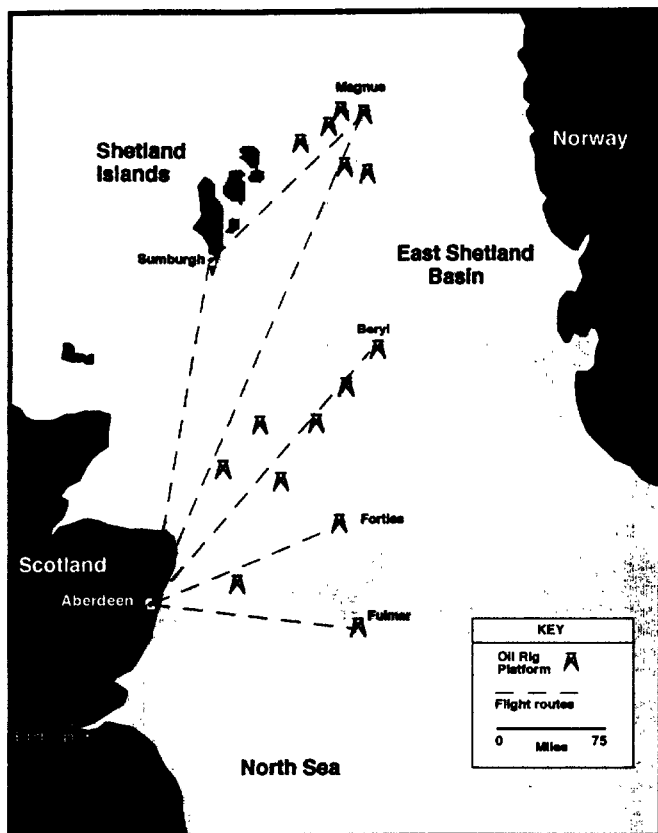 Magnus
Norway
Shetland
Islands
Sumburgh
East Shetland
Basin
Beryl
Forties
Scotland
Aberdeen
Fulmar
KEY
Oil Rig
Platform
Flight routes
0 75
Miles
North Sea